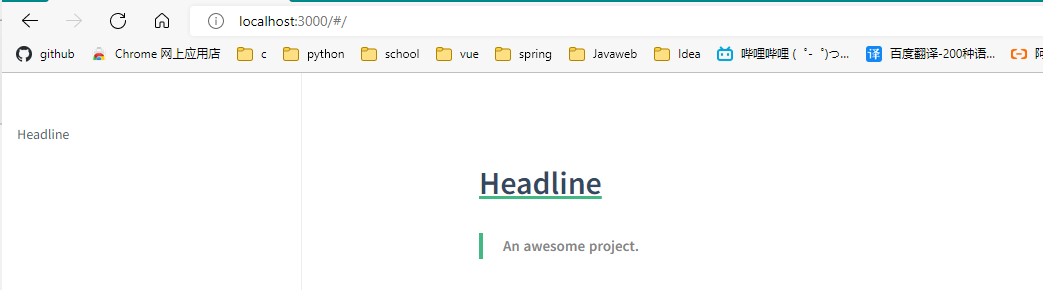 localhost:3000/#/
github Chrome 网上应用店 c python school vue spring Javaweb Idea 哔哩哔哩 (゜-゜)つ... 译 百度翻译-200种语...
Headline
Headline
An awesome project.